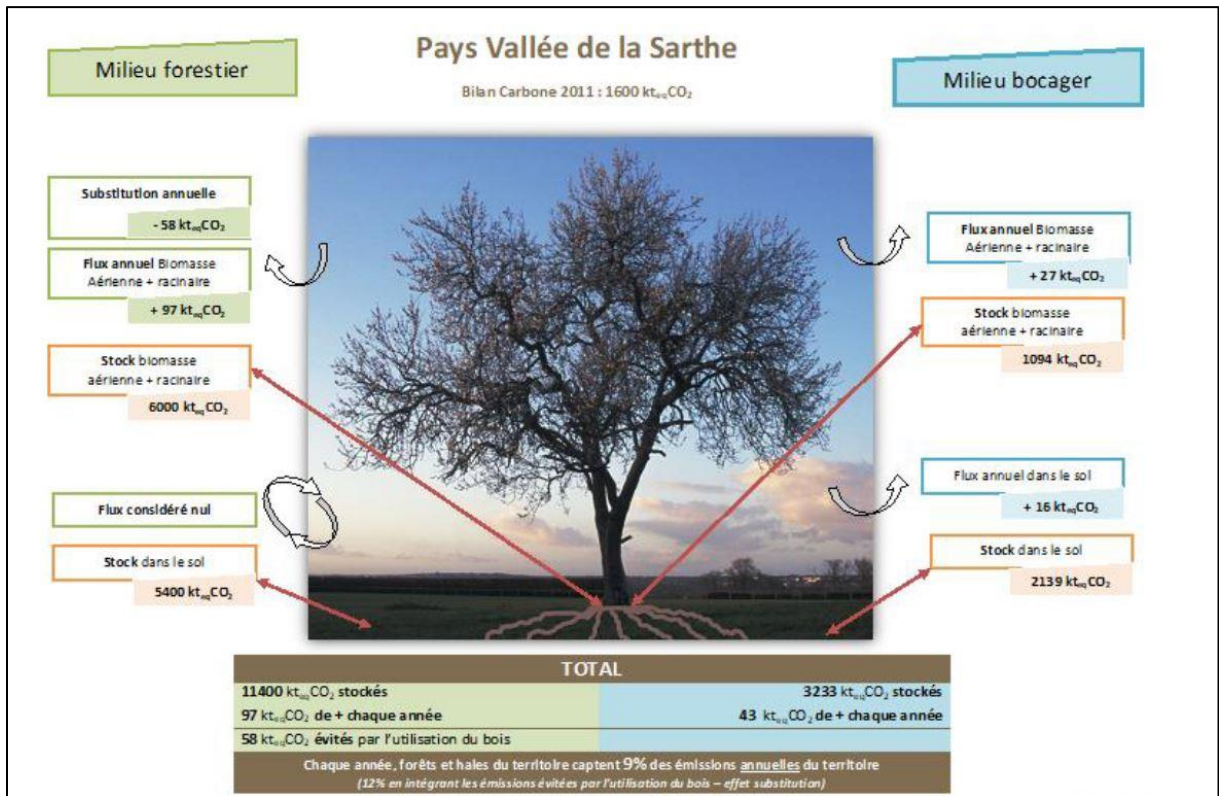 Pays Vallée de la Sarthe
Bilan Carbone 2011 : 1600 kteqCO2
Milieu forestier
Substitution annuelle
- 58 kteqCO2
Flux annuel Biomasse
Aérienne + racinaire
+ 97 kteqCO2
Stock biomasse
aérienne + racinaire
6000 kteqCO2
Flux considéré nul
Stock dans le sol
5400 kteqCO2
Milieu bocager
Flux annuel Biomasse
Aérienne + racinaire
+ 27 kteqCO2
Stock biomasse
aérienne + racinaire
1094 kteqCO2
Flux annuel dans le sol
+ 16 kteqCO2
Stock dans le sol
2139 kteqCO2
TOTAL
11400 kteqCO2 stockés
3233 kteqCO2 stockés
97 kteqCO2 de + chaque année
43 kteqCO2 de + chaque année
58 kteqCO2 évités par l'utilisation du bois
Chaque année, forêts et haies du territoire captent 9% des émissions annuelles du territoire
(12% en intégrant les émissions évitées par l'utilisation du bois – effet substitution)